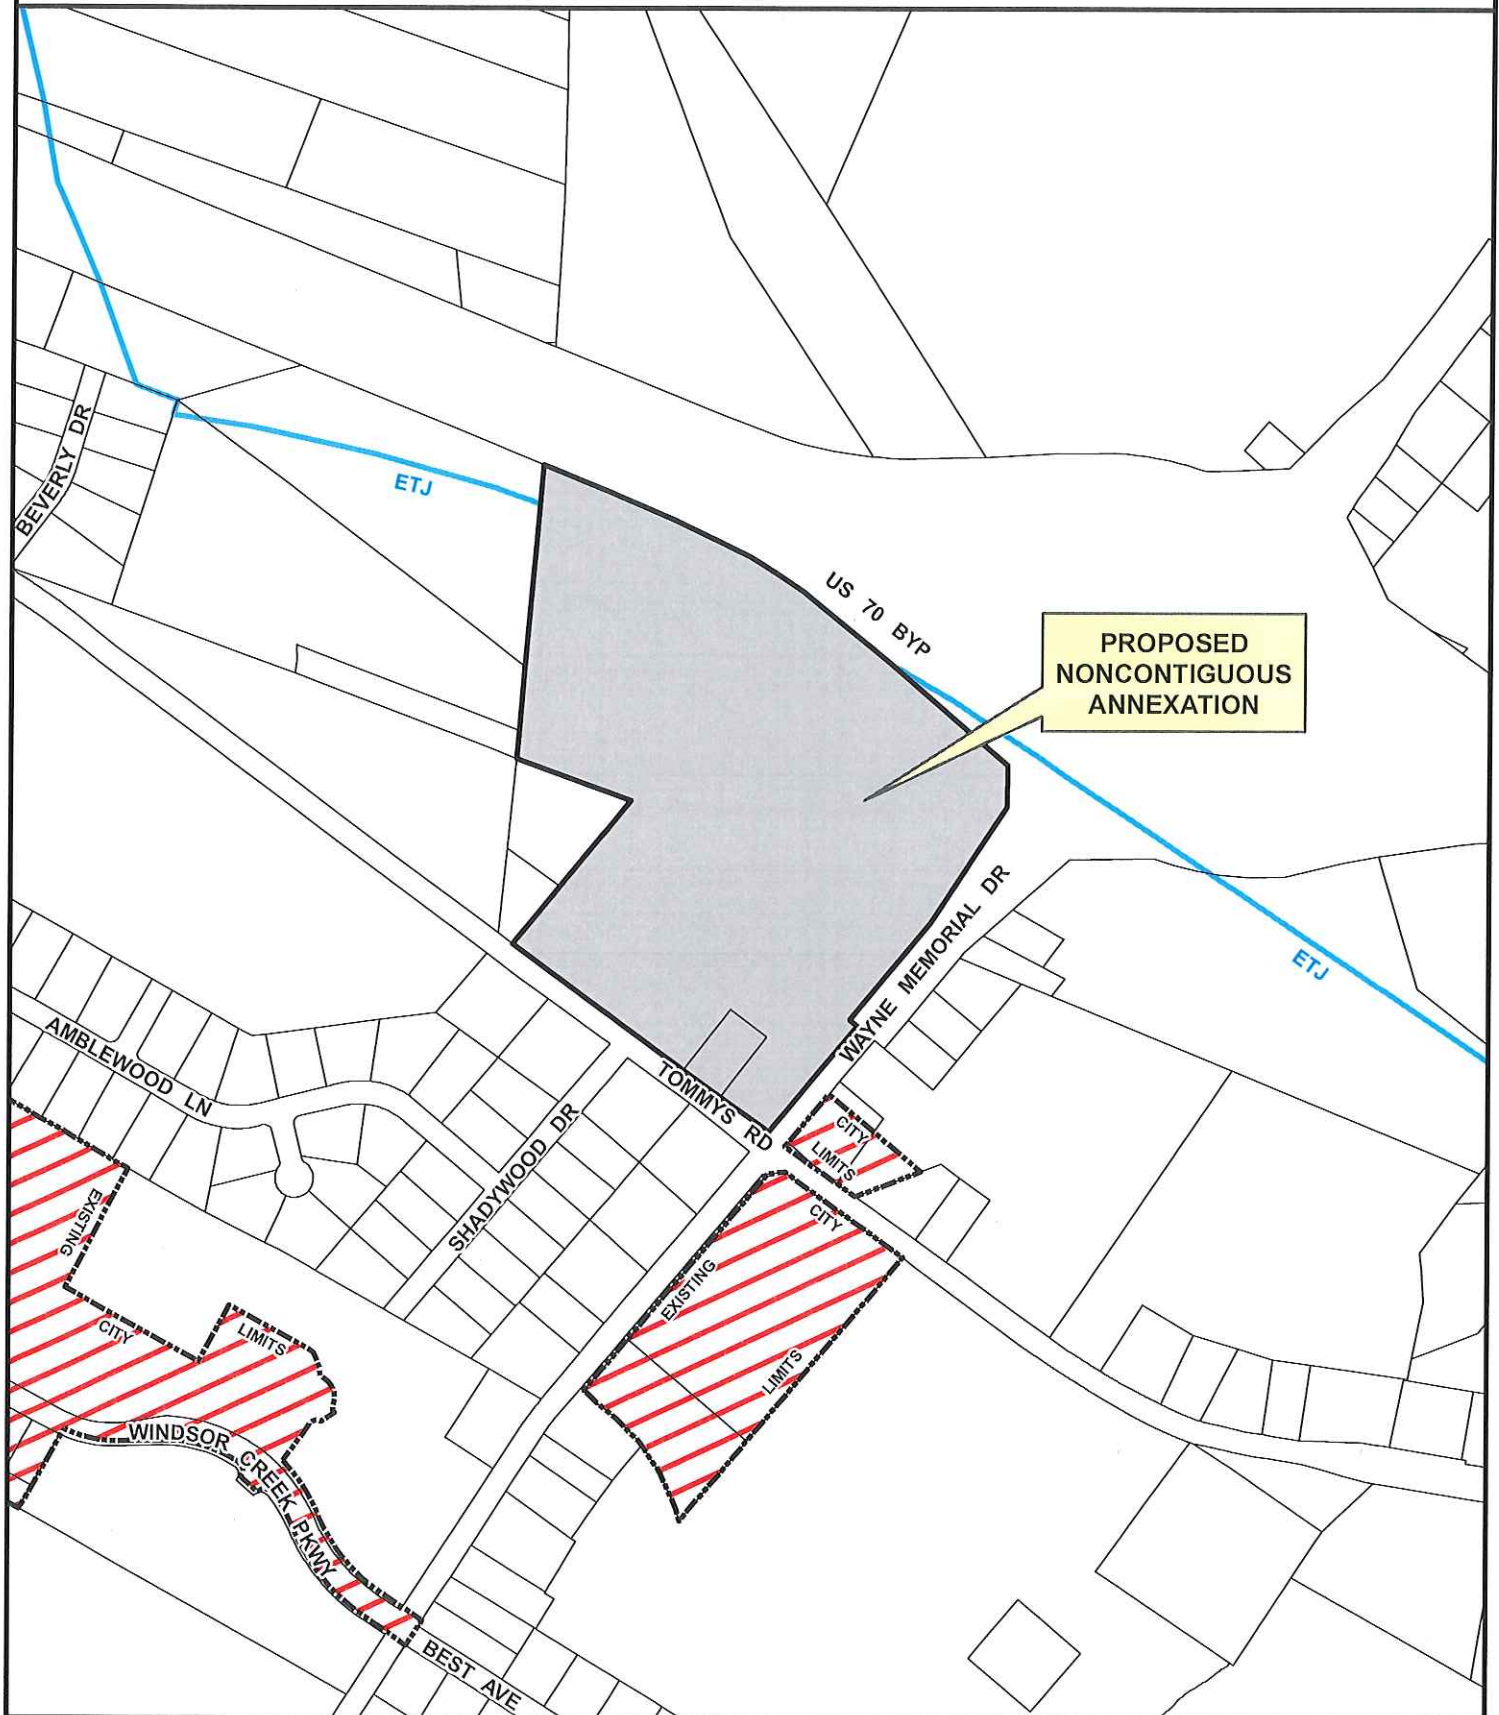 BEVERLY DR
ETJ
US 70 BYP
PROPOSED
NONCONTIGUOUS
ANNEXATION
WAYNE MEMORIAL DR
ETJ
AMBLEWOOD LN
TOMMYS RD
SHADYWOOD DR
CITY
LIMITS
EXISTING
CITY
LIMITS
EXISTING
CITY
LIMITS
WINDSOR CREEK PKWY
BEST AVE